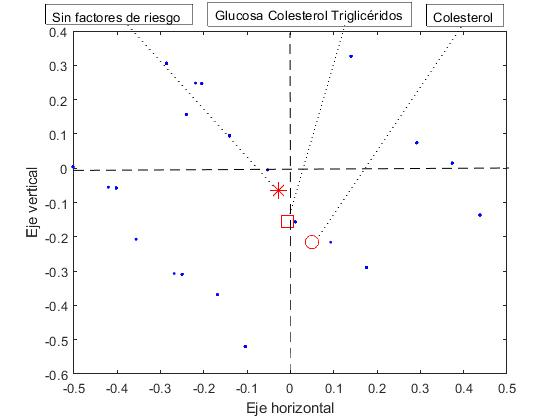 Sin factores de riesgo
Glucosa Colesterol Triglicéridos
Colesterol
0.4
0.3
0.2
0.1
0
-0.1
-0.2
-0.3
-0.4
-0.5
-0.6
Eje vertical
-0.5 -0.4 -0.3 -0.2 -0.1 0 0.1 0.2 0.3 0.4 0.5
Eje horizontal